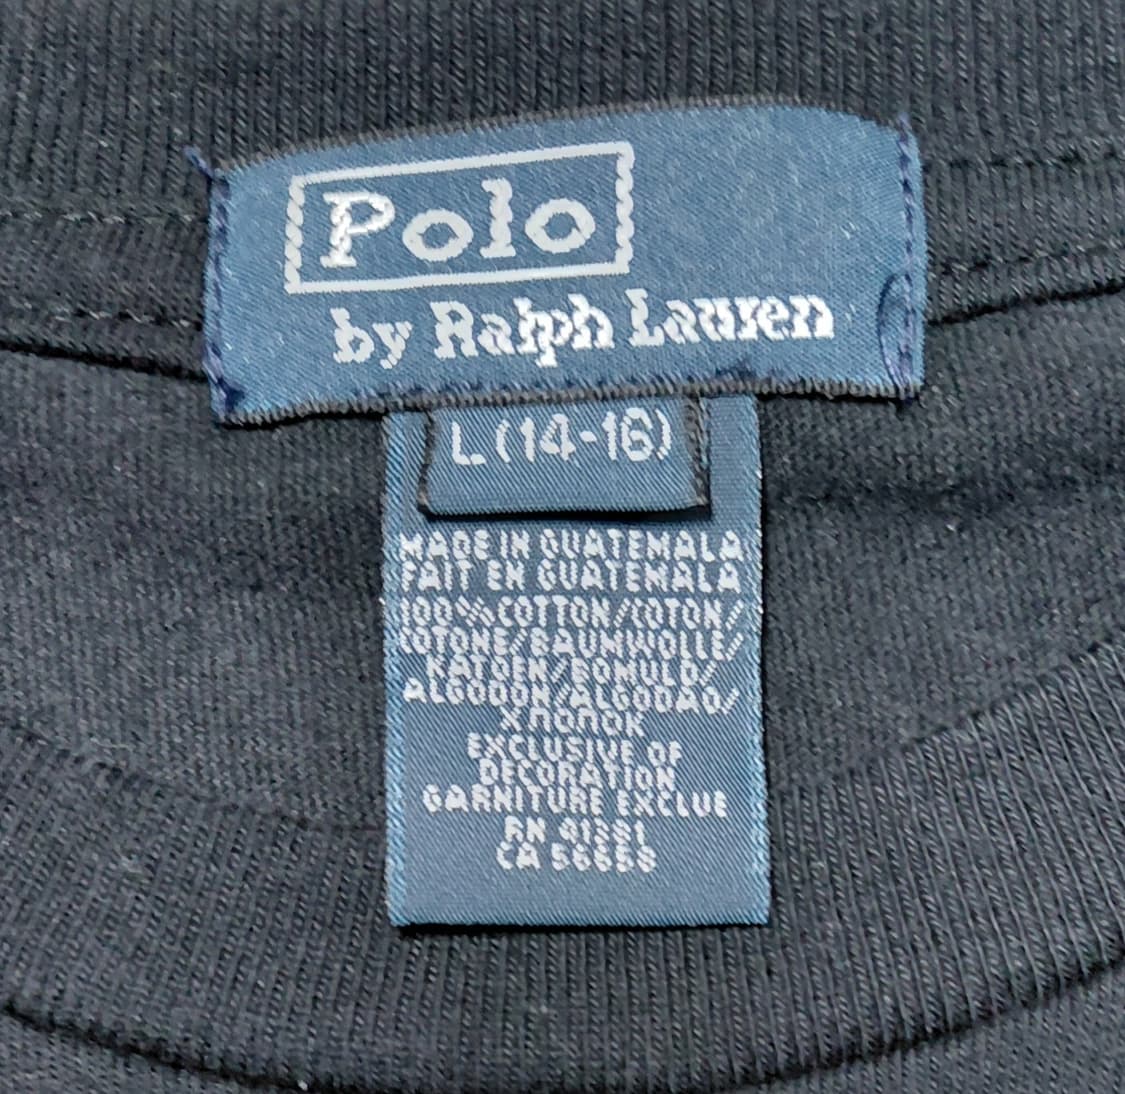 Polo
by Ralph Lauren
L (14-16)
MADE IN GUATEMALA
FAIT EN GUATEMALA
100%COTTON/COTON/
COTONE/BAUMWOLLE/
KATOEN/BOMULD/
ALGODON/ALGODAO/
ХЛОПОК
EXCLUSIVE OF
DECORATION
GARNITURE EXCLUE
RN 41381
CA